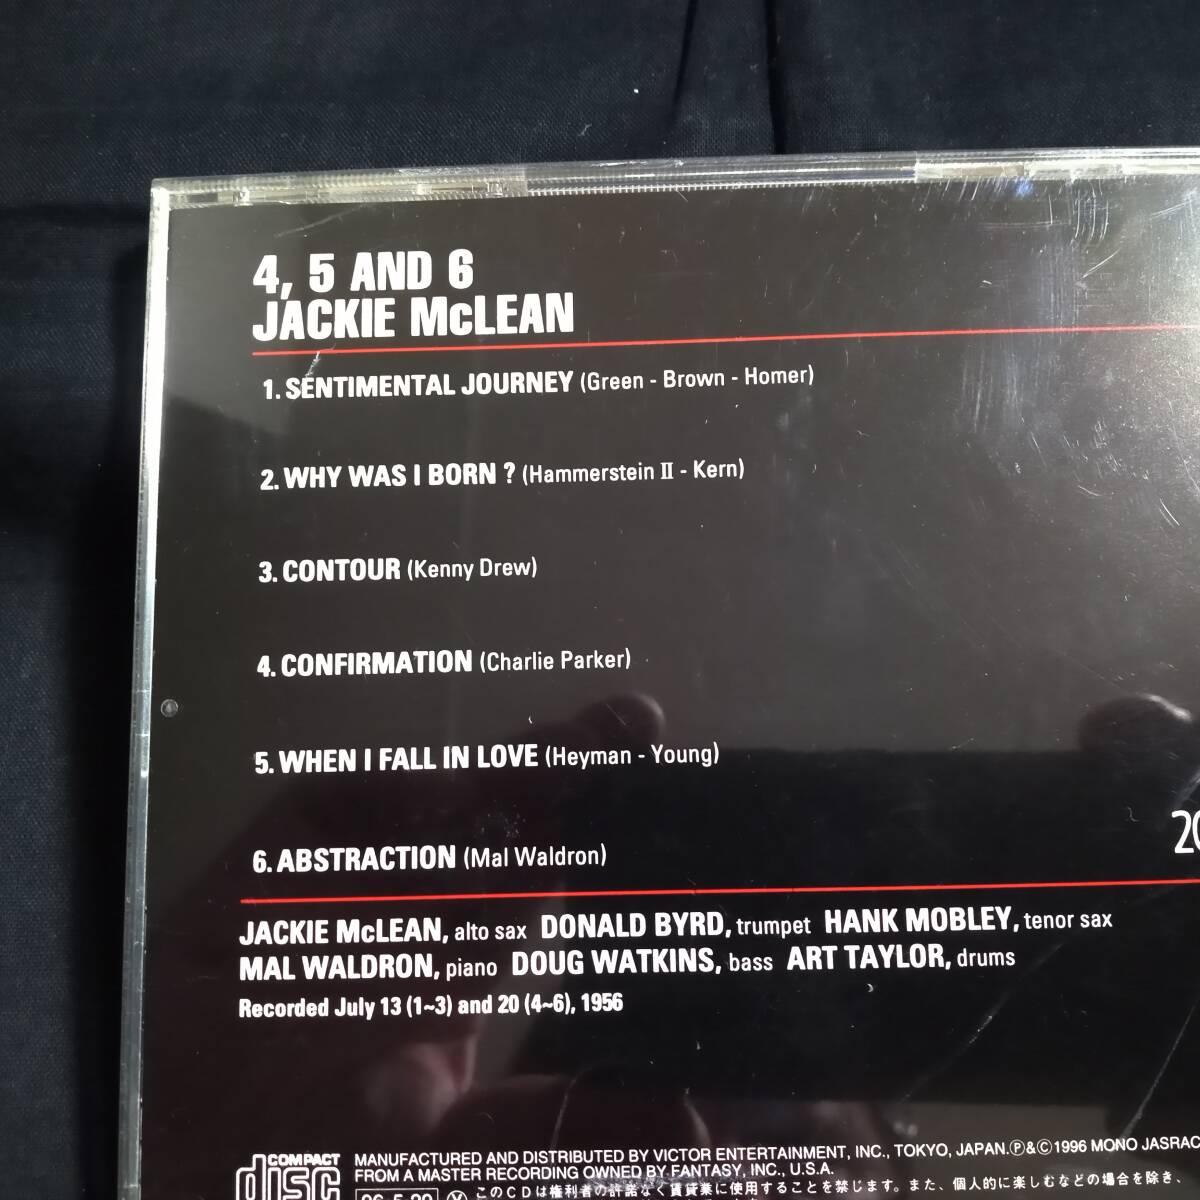 4, 5 AND 6
JACKIE McLEAN
1. SENTIMENTAL JOURNEY (Green - Brown - Homer)
2. WHY WAS I BORN ? (Hammerstein II - Kern)
3. CONTOUR (Kenny Drew)
4. CONFIRMATION (Charlie Parker)
5. WHEN I FALL IN LOVE (Heyman - Young)
20
6. ABSTRACTION (Mal Waldron)
JACKIE McLEAN, alto sax DONALD BYRD, trumpet HANK MOBLEY, tenor sax
MAL WALDRON, piano DOUG WATKINS, bass ART TAYLOR, drums
Recorded July 13 (1~3) and 20 (4~6), 1956
COMPACT
disc
MANUFACTURED AND DISTRIBUTED BY VICTOR ENTERTAINMENT, INC., TOKYO, JAPAN.Ⓟ&Ⓒ1996 MONO JASRAC
FROM A MASTER RECORDING OWNED BY FANTASY, INC., U.S.A.
このCDは権利者の許諾なく賃貸業に使用することを禁じます。また、個人的に楽しむなどの場合を除き、